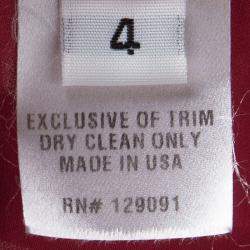 4
EXCLUSIVE OF TRIM
DRY CLEAN ONLY
MADE IN USA
RN# 129091